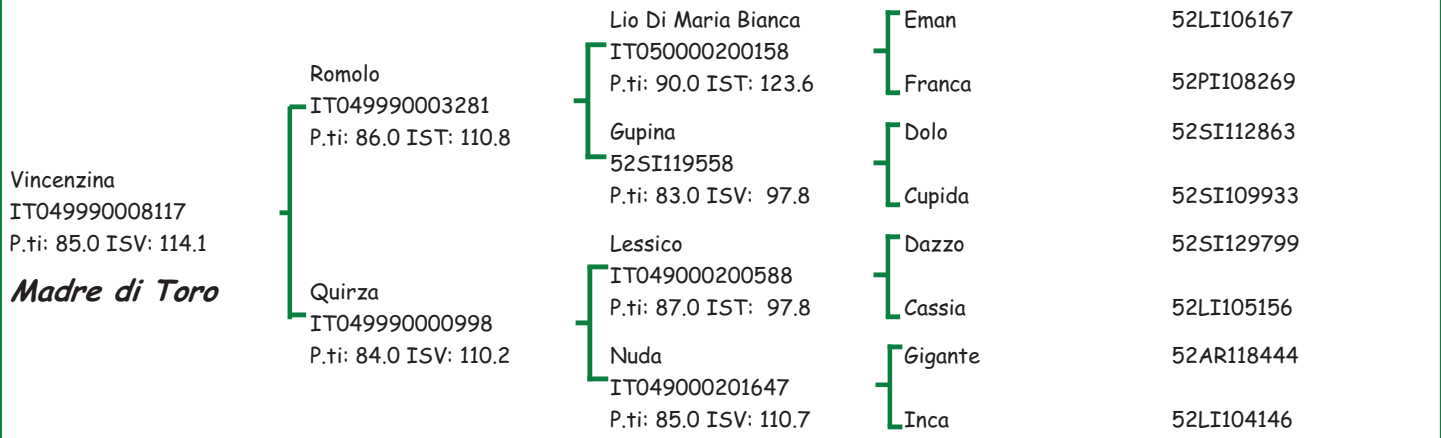 Vincenzina
IT049990008117
P.ti: 85.0 ISV: 114.1
Madre di Toro
Romolo
IT049990003281
P.ti: 86.0 IST: 110.8
Quirza
IT049990000998
P.ti: 84.0 ISV: 110.2
Lio Di Maria Bianca
IT050000200158
P.ti: 90.0 IST: 123.6
Gupina
52SI119558
P.ti: 83.0 ISV: 97.8
Lessico
IT049000200588
P.ti: 87.0 IST: 97.8
Nuda
IT049000201647
P.ti: 85.0 ISV: 110.7
Eman 52LI106167
Franca 52PI108269
Dolo 52SI112863
Cupida 52SI109933
Dazzo 52SI129799
Cassia 52LI105156
Gigante 52AR118444
Inca 52LI104146